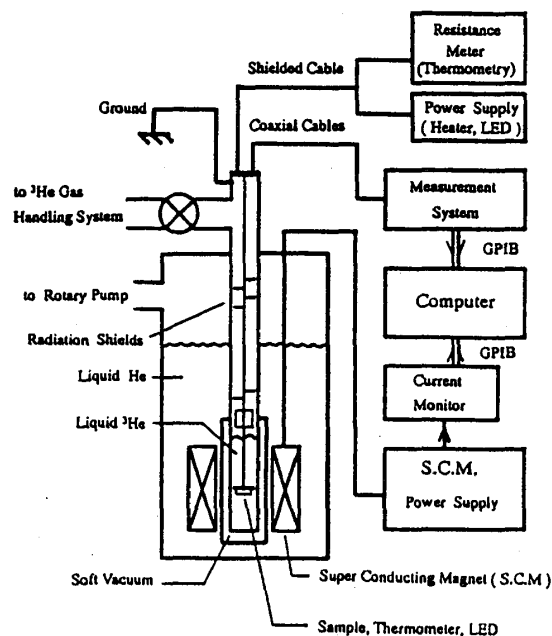 Resistance
Meter
(Thermometry)
Shielded Cable
Power Supply
( Heater, LED )
Ground
Coaxial Cables
to ³He Gas
Handling System
Measurement
System
GPIB
to Rotary Pump
Computer
Radiation Shields
GPIB
Liquid He
Current
Monitor
Liquid ³He
S.C.M.
Power Supply
Soft Vacuum
Super Conducting Magnet ( S.C.M )
Sample, Thermometer, LED